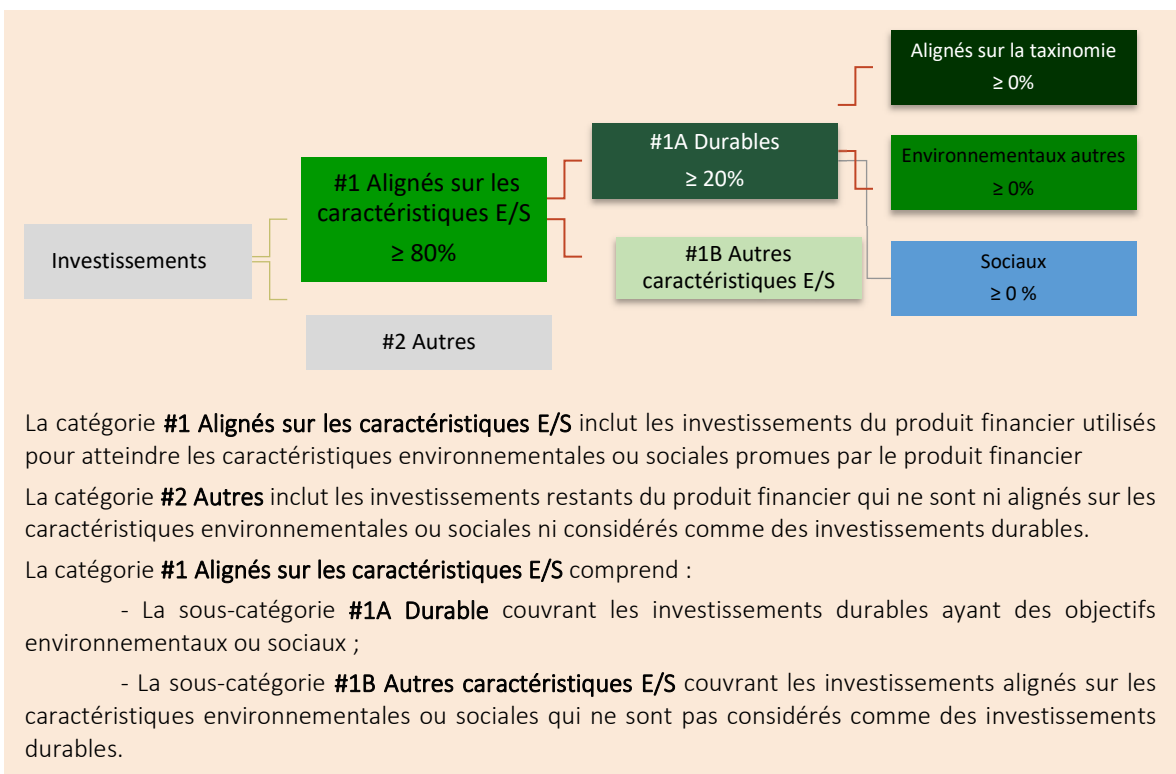 Alignés sur la taxinomie
≥ 0%
#1A Durables
≥ 20%
Environnementaux autres
≥ 0%
#1 Alignés sur les
caractéristiques E/S
≥ 80%
Investissements
#1B Autres
caractéristiques E/S
Sociaux
≥ 0 %
#2 Autres
La catégorie #1 Alignés sur les caractéristiques E/S inclut les investissements du produit financier utilisés
pour atteindre les caractéristiques environnementales ou sociales promues par le produit financier
La catégorie #2 Autres inclut les investissements restants du produit financier qui ne sont ni alignés sur les
caractéristiques environnementales ou sociales ni considérés comme des investissements durables.
La catégorie #1 Alignés sur les caractéristiques E/S comprend :
- La sous-catégorie #1A Durable couvrant les investissements durables ayant des objectifs
environnementaux ou sociaux ;
- La sous-catégorie #1B Autres caractéristiques E/S couvrant les investissements alignés sur les
caractéristiques environnementales ou sociales qui ne sont pas considérés comme des investissements
durables.